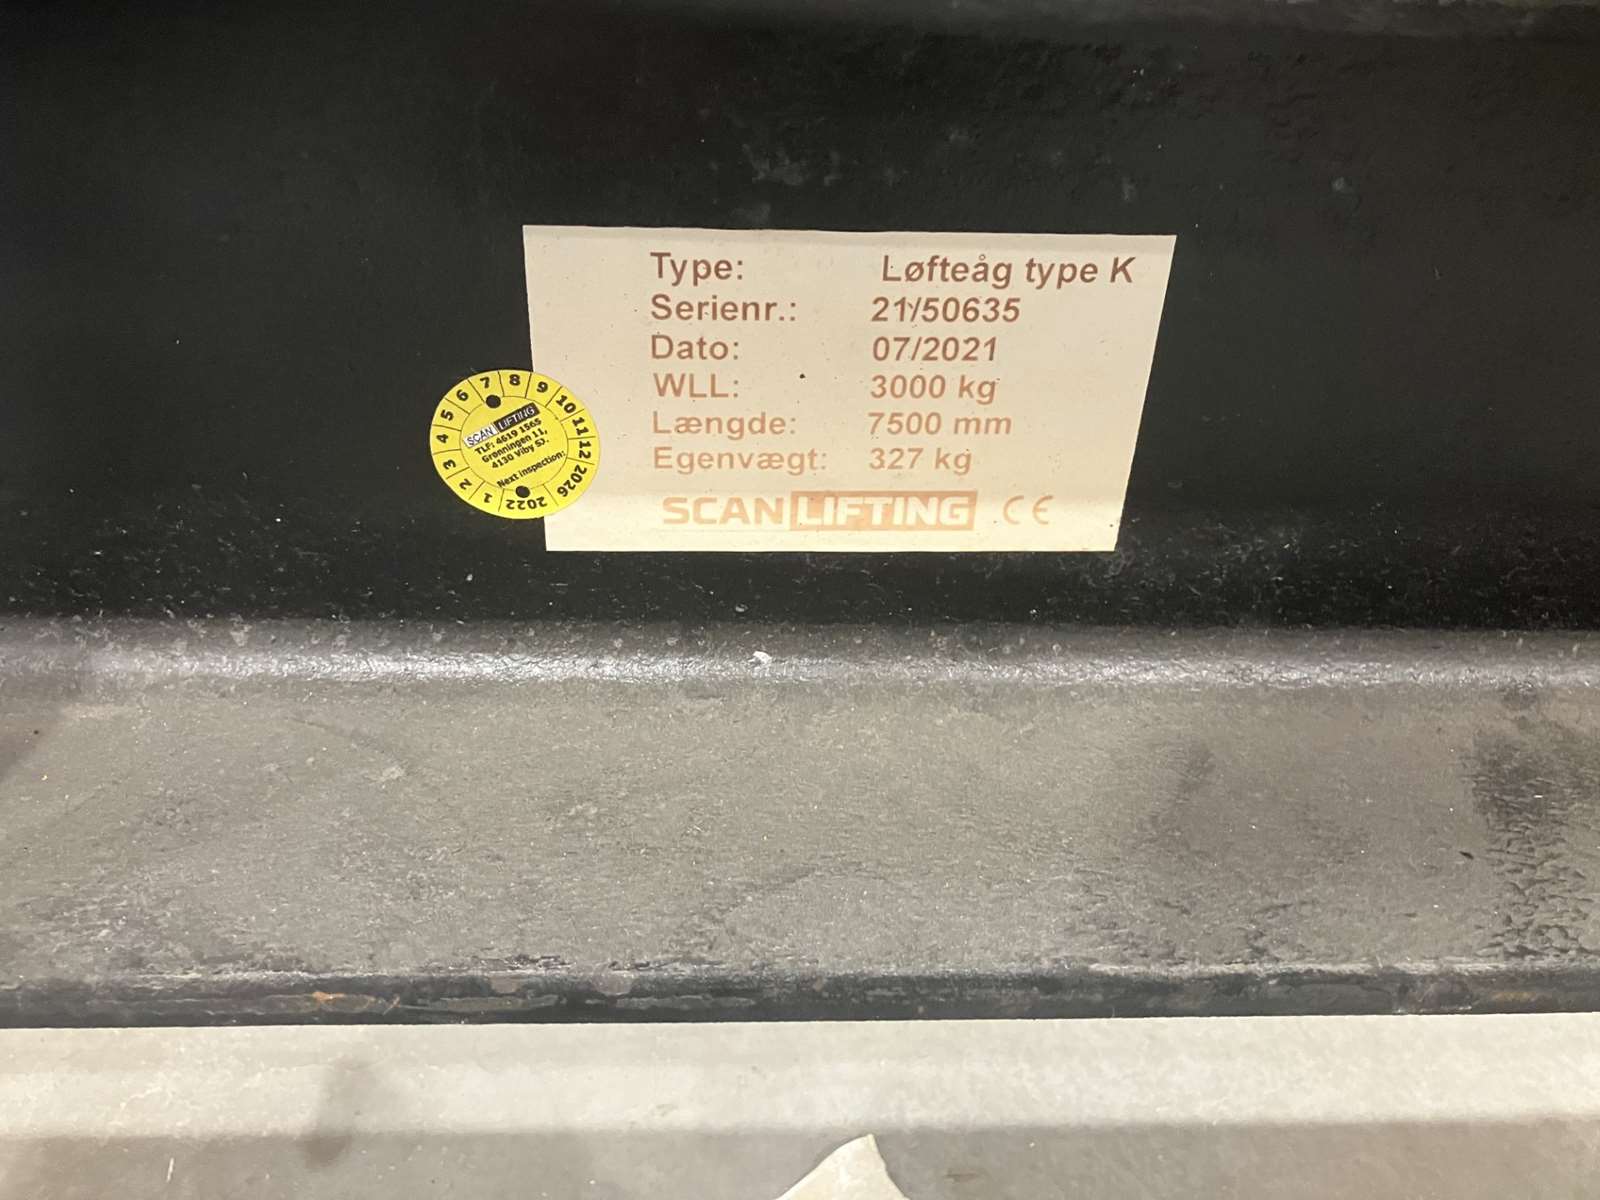 Type: Løfteåg type K
Serienr.: 21/50635
Dato: 07/2021
WLL: 3000 kg
Længde: 7500 mm
Egenvægt: 327 kg
SCAN LIFTING CE
1 2 3 4 5 6 7 8 9 10 11 12 2026 2022
SCAN LIFTING
TLF: 4619 1565
Grønningen 11,
4130 Viby Sj.
Next inspection: